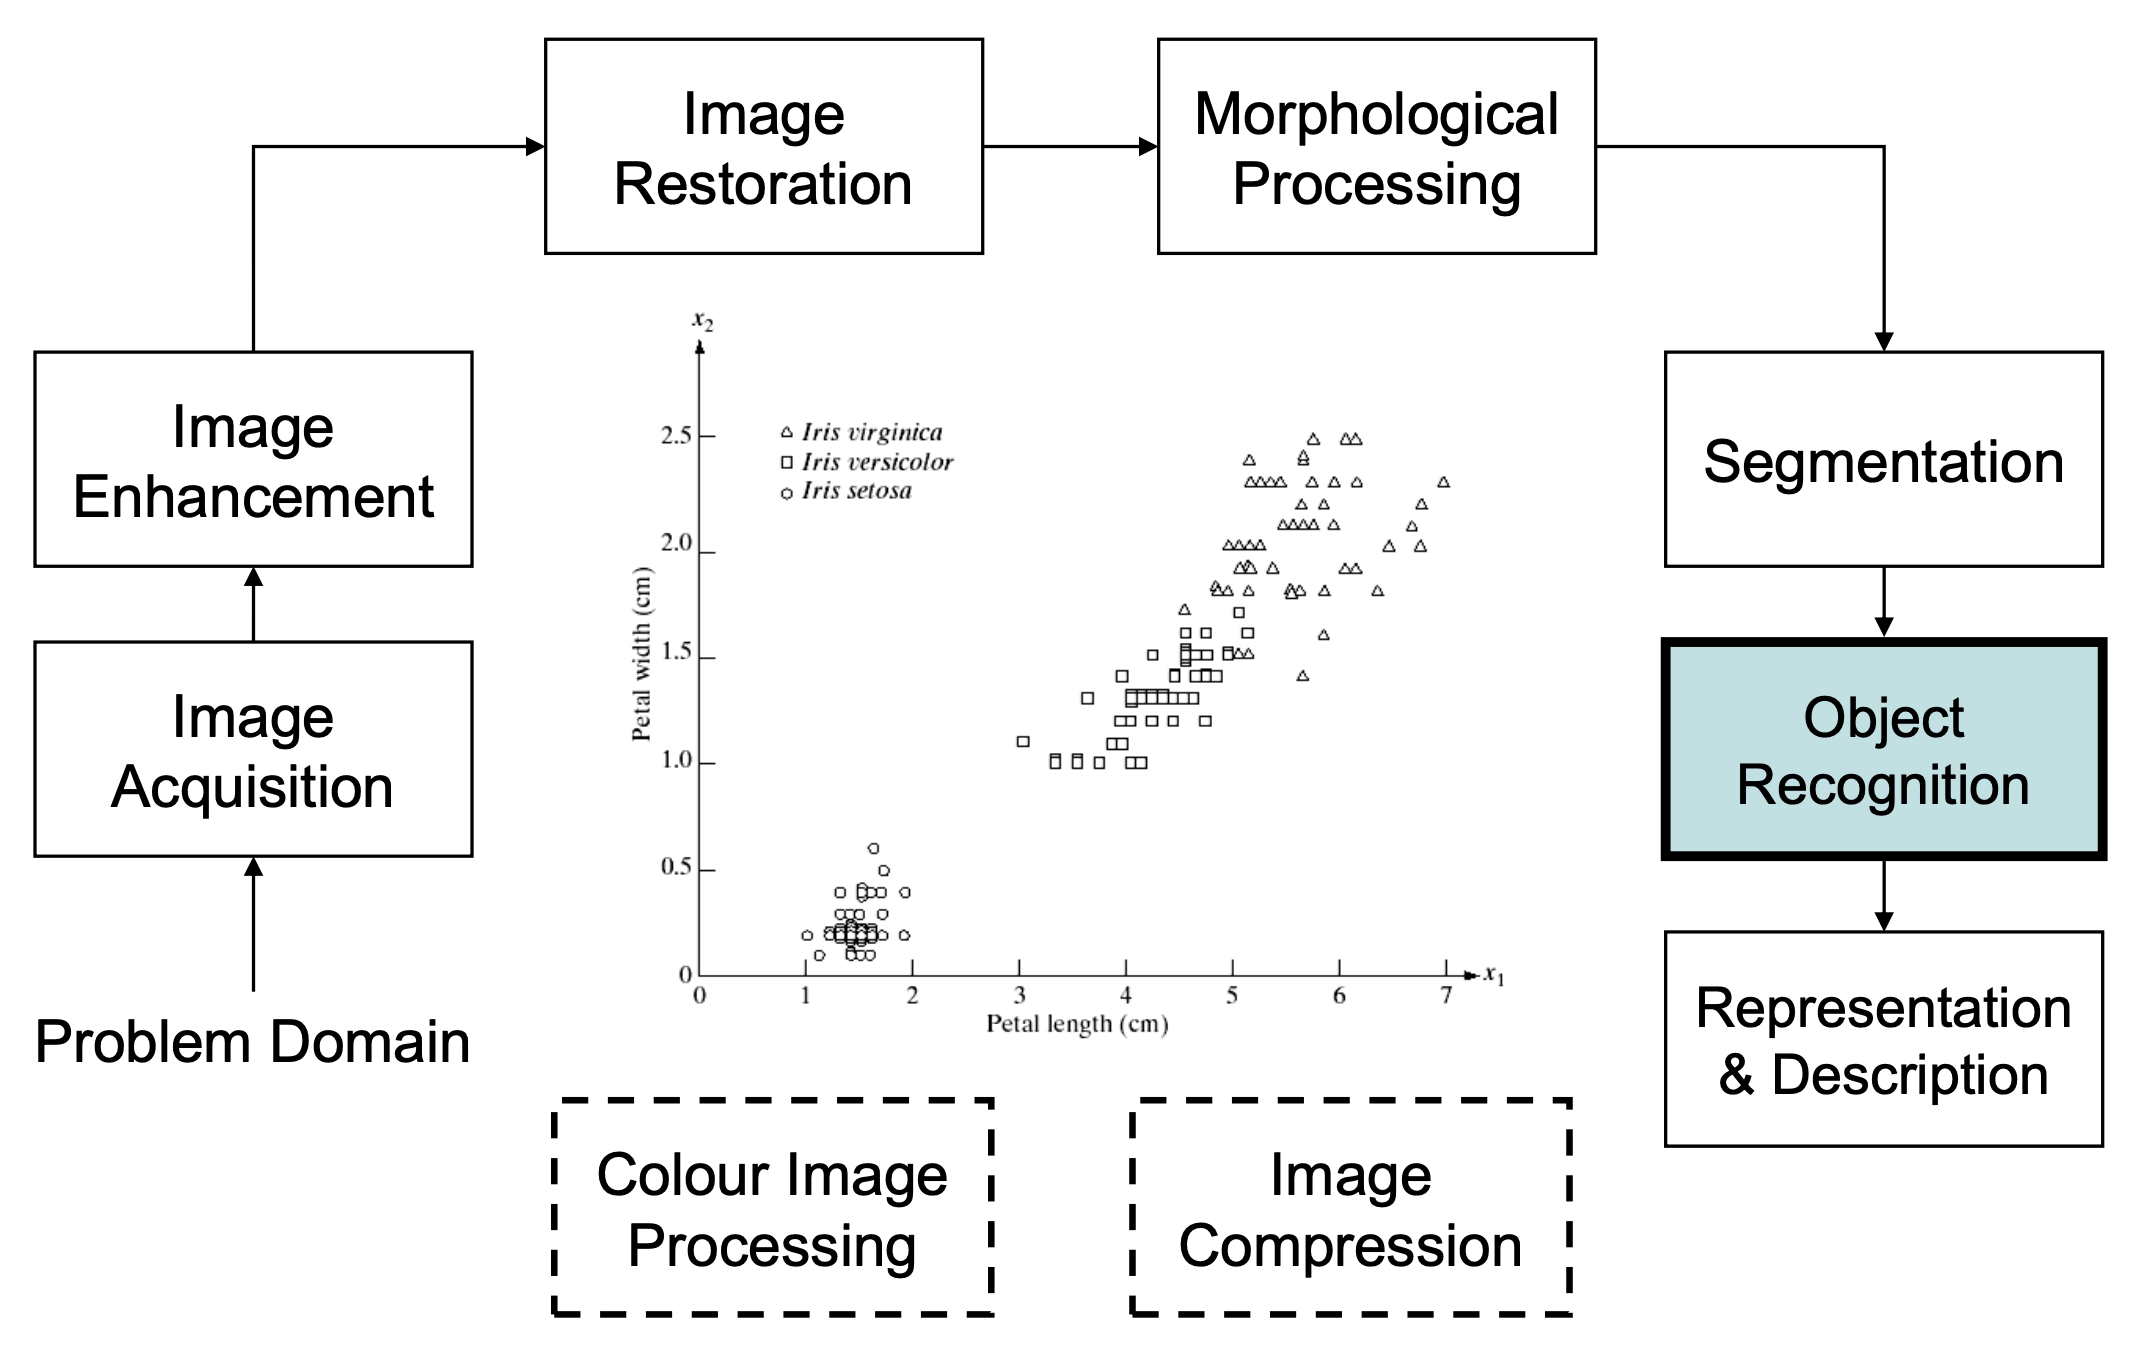 Image
Restoration
Morphological
Processing
Image
Enhancement
Image
Acquisition
Problem Domain
x2
2.5
2.0
1.5
1.0
0.5
0
Petal width (cm)
Iris virginica
Iris versicolor
Iris setosa
0 1 2 3 4 5 6 7
x1
Petal length (cm)
Segmentation
Object
Recognition
Representation
& Description
Colour Image
Processing
Image
Compression